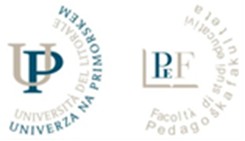 UP
UNIVERSITÀ DEL LITORALE
UNIVERZA NA PRIMORSKEM
PEF
Facoltà di studi educativi
Pedagoška fakulteta